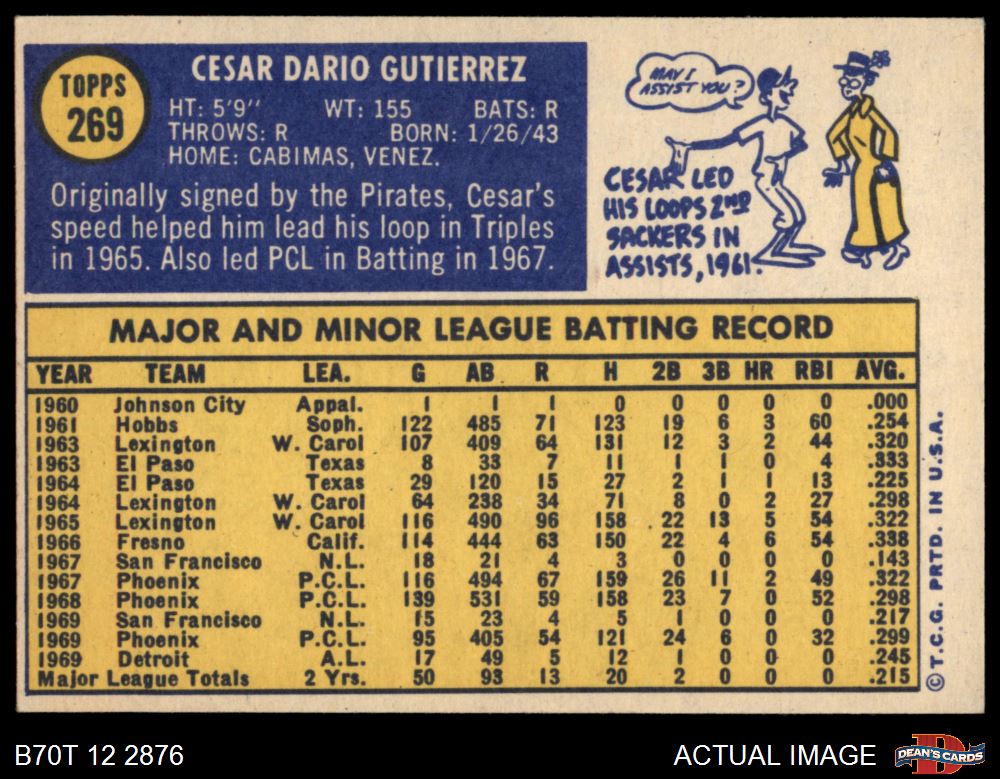 TOPPS
269
CESAR DARIO GUTIERREZ
HT: 5'9" WT: 155 BATS: R
THROWS: R BORN: 1/26/43
HOME: CABIMAS, VENEZ.
Originally signed by the Pirates, Cesar's
speed helped him lead his loop in Triples
in 1965. Also led PCL in Batting in 1967.
MAY I
ASSIST YOU?
CESAR LED
HIS LOOPS 2ND
SACKERS IN
ASSISTS, 1961.
MAJOR AND MINOR LEAGUE BATTING RECORD
YEAR TEAM LEA. G AB R H 2B 3B HR RBI AVG.
1960 Johnson City Appal. 1 1 1 0 0 0 0 0 .000
1961 Hobbs Soph. 122 485 71 123 19 6 3 60 .254
1963 Lexington W. Carol 107 409 64 131 12 3 2 44 .320
1963 El Paso Texas 8 33 7 11 1 1 0 4 .333
1964 El Paso Texas 29 120 15 27 2 1 1 13 .225
1964 Lexington W. Carol 64 238 34 71 8 0 2 27 .298
1965 Lexington W. Carol 116 490 96 158 22 13 5 54 .322
1966 Fresno Calif. 114 444 63 150 22 4 6 54 .338
1967 San Francisco N.L. 18 21 4 3 0 0 0 0 .143
1967 Phoenix P.C.L. 116 494 67 159 26 11 2 49 .322
1968 Phoenix P.C.L. 139 531 59 158 23 7 0 52 .298
1969 San Francisco N.L. 15 23 4 5 1 0 0 0 .217
1969 Phoenix P.C.L. 95 405 54 121 24 6 0 32 .299
1969 Detroit A.L. 17 49 5 12 1 0 0 0 .245
Major League Totals 2 Yrs. 50 93 13 20 2 0 0 0 .215
© T.C.G. PRTD. IN U.S.A.
B70T 12 2876
ACTUAL IMAGE
D
DEAN'S CARDS